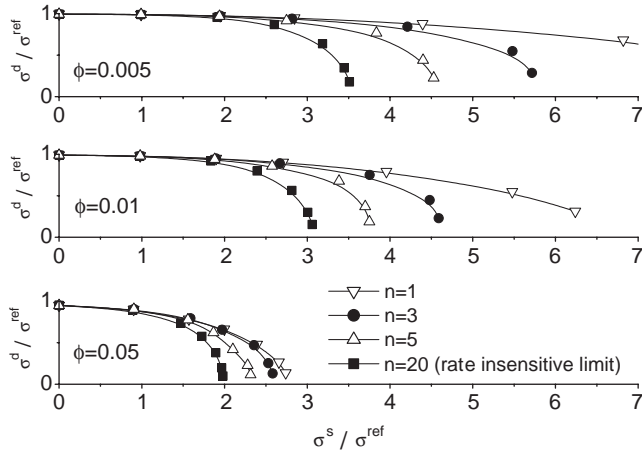 1
σ^d / σ^ref
ϕ=0.005
0
0 1 2 3 4 5 6 7
1
σ^d / σ^ref
ϕ=0.01
0
0 1 2 3 4 5 6 7
1
σ^d / σ^ref
ϕ=0.05
n=1
n=3
n=5
n=20 (rate insensitive limit)
0
0 1 2 3 4 5 6 7
σ^s / σ^ref